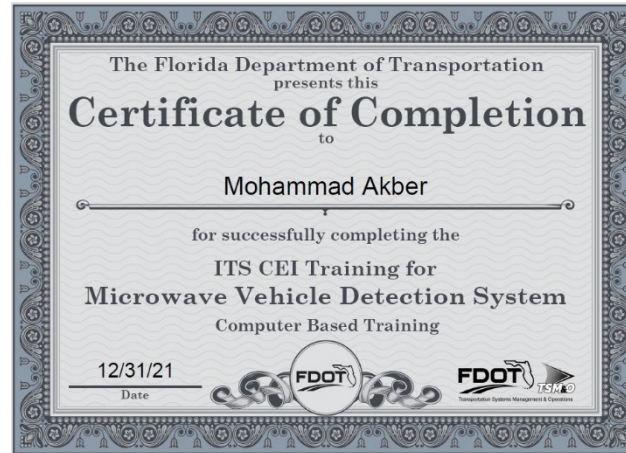 The Florida Department of Transportation
presents this
Certificate of Completion
to
Mohammad Akber
for successfully completing the
ITS CEI Training for
Microwave Vehicle Detection System
Computer Based Training
12/31/21
Date
FDOT
FDOT
TSM&O
Transportation Systems Management & Operations